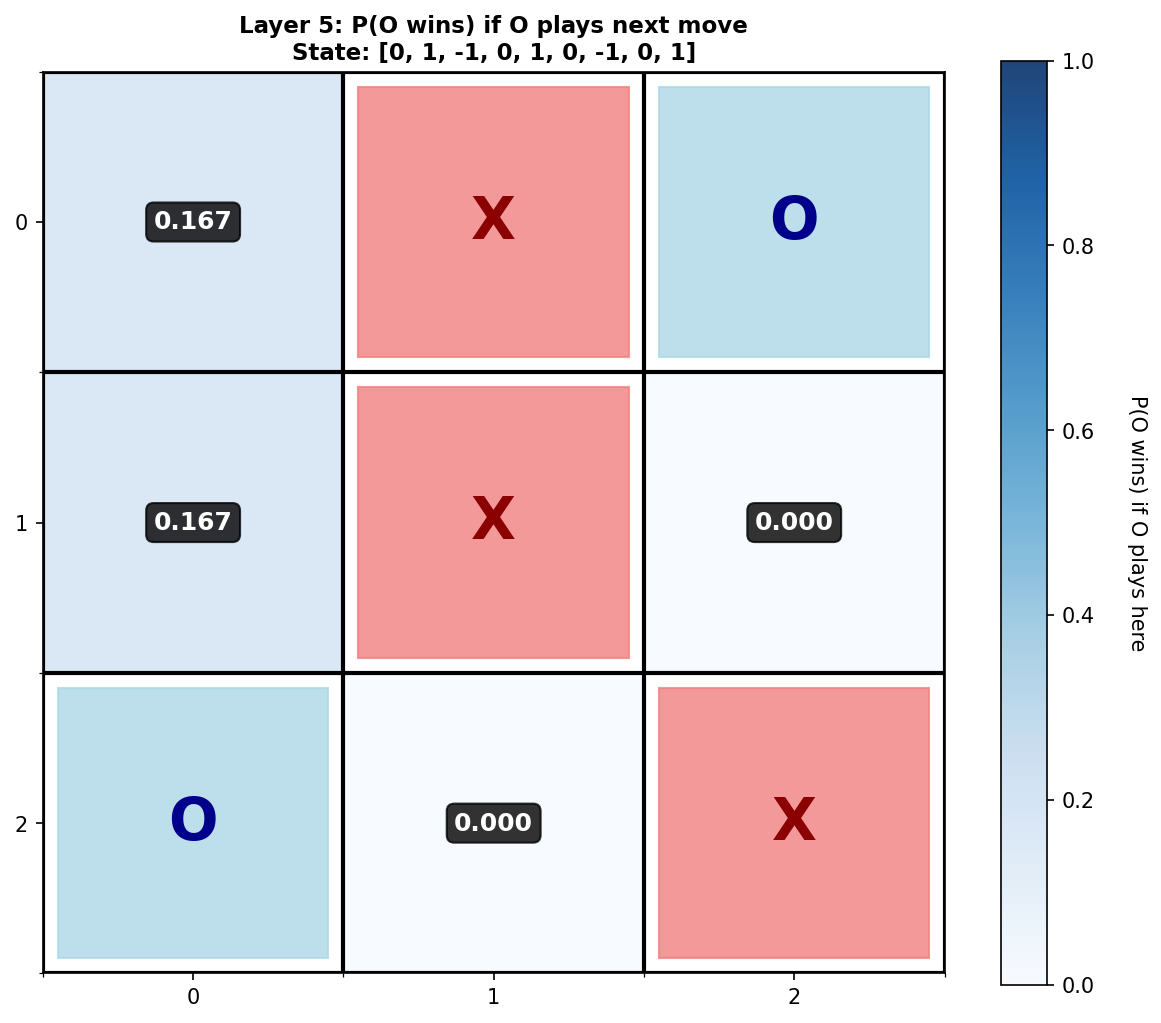 Layer 5: P(O wins) if O plays next move
State: [0, 1, -1, 0, 1, 0, -1, 0, 1]
0.167
X
O
0
0.167
X
0.000
1
O
0.000
X
2
0
1
2
1.0
0.8
0.6
0.4
0.2
0.0
P(O wins) if O plays here